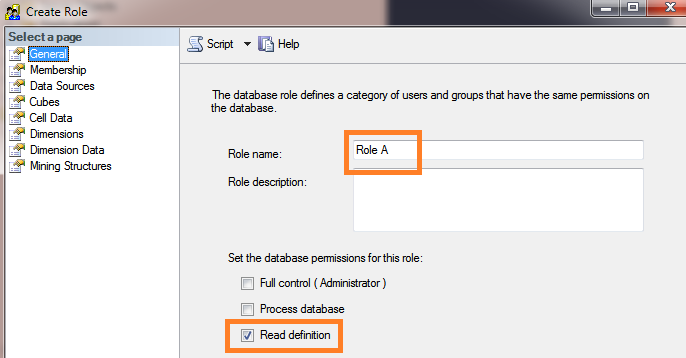 Create Role
Select a page
General
Membership
Data Sources
Cubes
Cell Data
Dimensions
Dimension Data
Mining Structures
Script
Help
The database role defines a category of users and groups that have the same permissions on
the database.
Role name:
Role A
Role description:
Set the database permissions for this role:
Full control ( Administrator )
Process database
Read definition